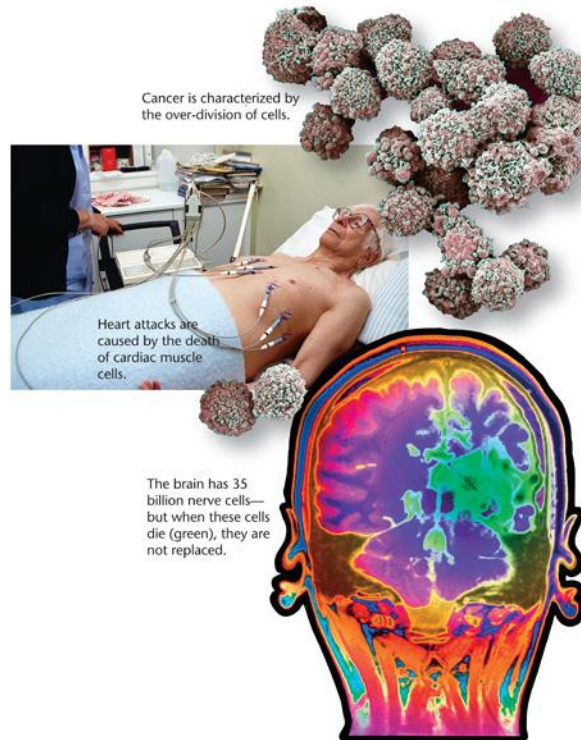 Cancer is characterized by
the over-division of cells.
Heart attacks are
caused by the death
of cardiac muscle
cells.
The brain has 35
billion nerve cells—
but when these cells
die (green), they are
not replaced.